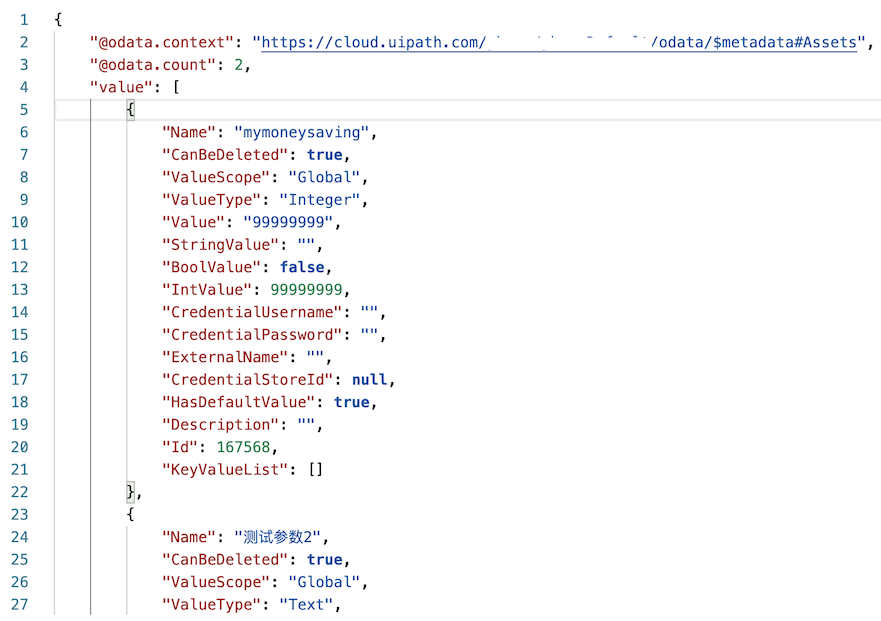 1 {
2 "@odata.context": "https://cloud.uipath.com/ /odata/$metadata#Assets",
3 "@odata.count": 2,
4 "value": [
5 {
6 "Name": "mymoneysaving",
7 "CanBeDeleted": true,
8 "ValueScope": "Global",
9 "ValueType": "Integer",
10 "Value": "99999999",
11 "StringValue": "",
12 "BoolValue": false,
13 "IntValue": 99999999,
14 "CredentialUsername": "",
15 "CredentialPassword": "",
16 "ExternalName": "",
17 "CredentialStoreId": null,
18 "HasDefaultValue": true,
19 "Description": "",
20 "Id": 167568,
21 "KeyValueList": []
22 },
23 {
24 "Name": "测试参数2",
25 "CanBeDeleted": true,
26 "ValueScope": "Global",
27 "ValueType": "Text",